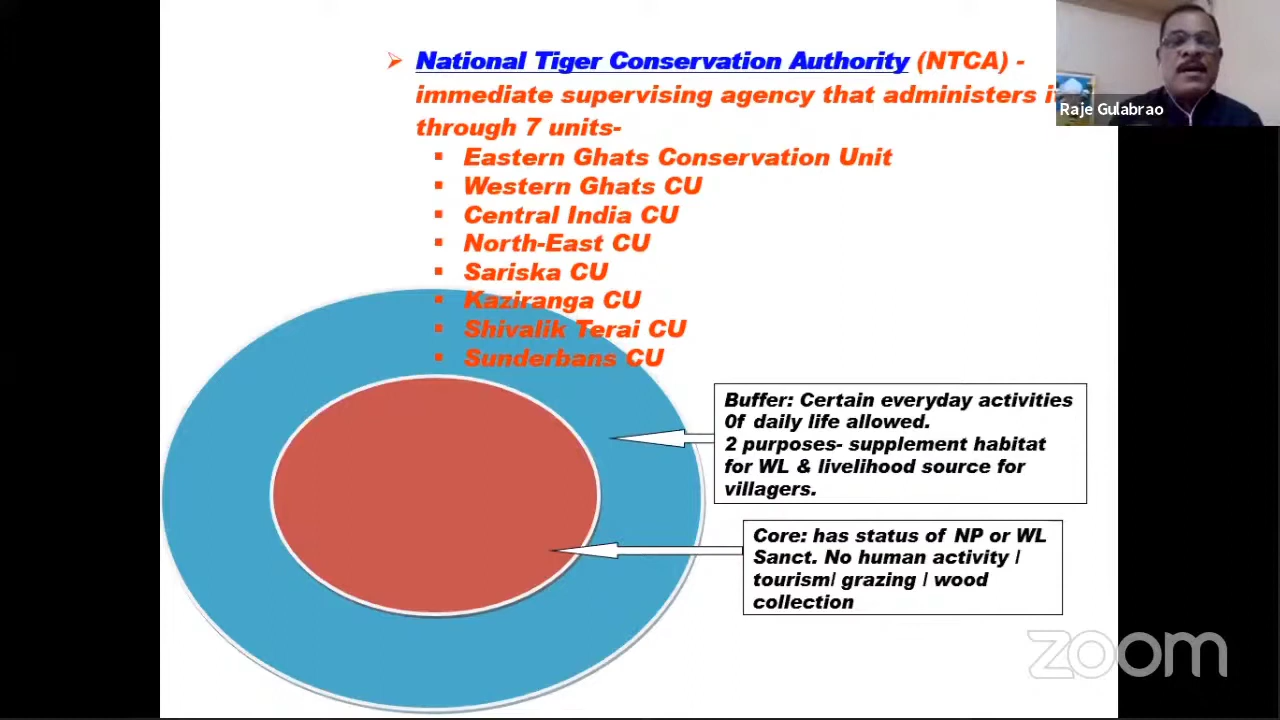 ➢ National Tiger Conservation Authority (NTCA) -
immediate supervising agency that administers
through 7 units-
▪ Eastern Ghats Conservation Unit
▪ Western Ghats CU
▪ Central India CU
▪ North-East CU
▪ Sariska CU
▪ Kaziranga CU
▪ Shivalik Terai CU
▪ Sunderbans CU
Buffer: Certain everyday activities
0f daily life allowed.
2 purposes- supplement habitat
for WL & livelihood source for
villagers.
Core: has status of NP or WL
Sanct. No human activity /
tourism/ grazing / wood
collection
Raje Gulabrao
zoom